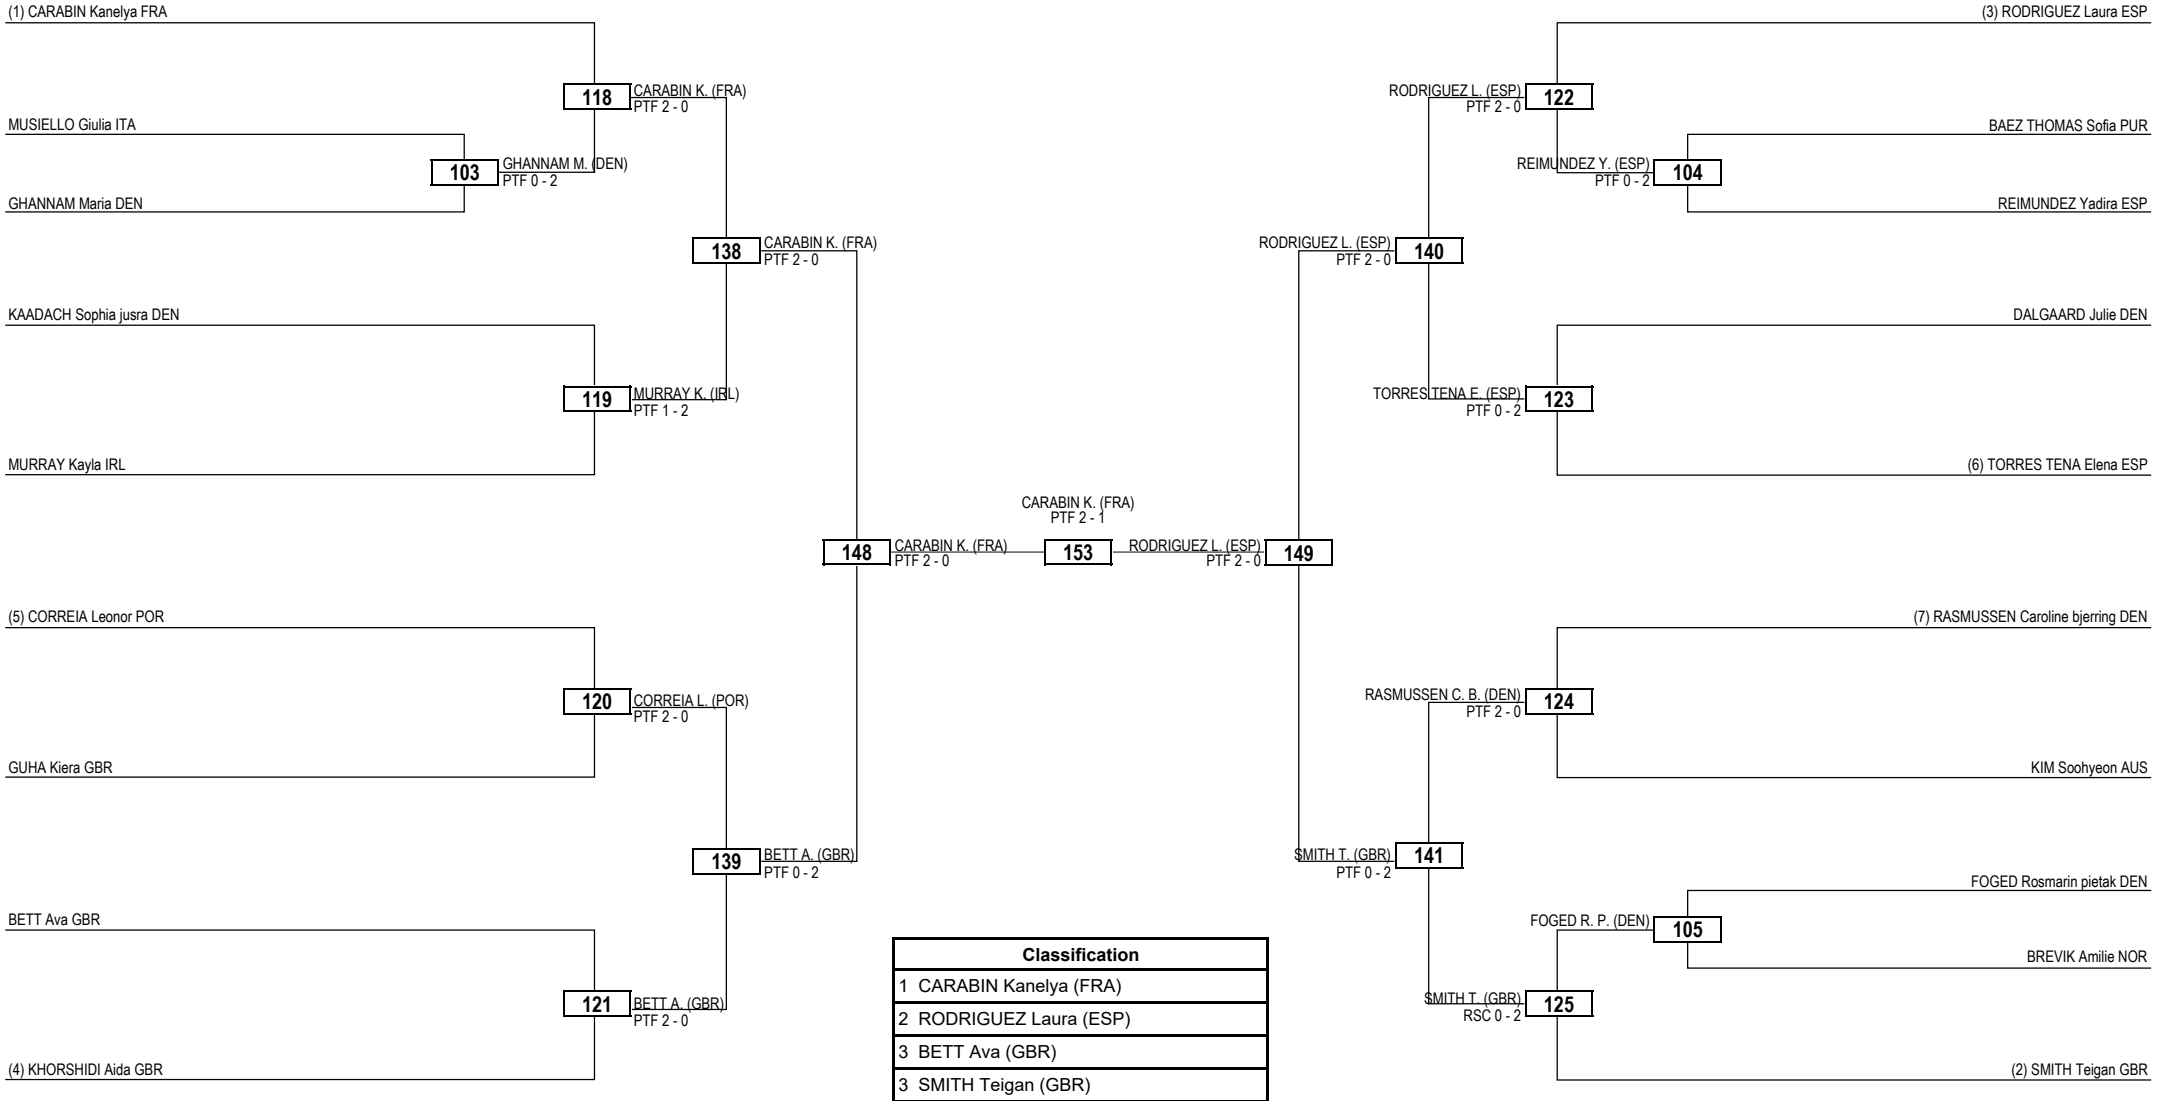 (1) CARABIN Kanelya FRA
(3) RODRIGUEZ Laura ESP
118
CARABIN K. (FRA)
PTF 2 - 0
RODRIGUEZ L. (ESP)
PTF 2 - 0
122
MUSIELLO Giulia ITA
BAEZ THOMAS Sofia PUR
103
GHANNAM M. (DEN)
PTF 0 - 2
REIMUNDEZ Y. (ESP)
PTF 0 - 2
104
GHANNAM Maria DEN
REIMUNDEZ Yadira ESP
138
CARABIN K. (FRA)
PTF 2 - 0
RODRIGUEZ L. (ESP)
PTF 2 - 0
140
KAADACH Sophia jusra DEN
DALGAARD Julie DEN
119
MURRAY K. (IRL)
PTF 1 - 2
TORRES TENA E. (ESP)
PTF 0 - 2
123
MURRAY Kayla IRL
(6) TORRES TENA Elena ESP
CARABIN K. (FRA)
PTF 2 - 1
148
CARABIN K. (FRA)
PTF 2 - 0
153
RODRIGUEZ L. (ESP)
PTF 2 - 0
149
(5) CORREIA Leonor POR
(7) RASMUSSEN Caroline bjerring DEN
120
CORREIA L. (POR)
PTF 2 - 0
RASMUSSEN C. B. (DEN)
PTF 2 - 0
124
GUHA Kiera GBR
KIM Soohyeon AUS
139
BETT A. (GBR)
PTF 0 - 2
SMITH T. (GBR)
PTF 0 - 2
141
FOGED Rosmarin pietak DEN
BETT Ava GBR
FOGED R. P. (DEN)
105
BREVIK Amilie NOR
121
BETT A. (GBR)
PTF 2 - 0
SMITH T. (GBR)
RSC 0 - 2
125
(4) KHORSHIDI Aida GBR
(2) SMITH Teigan GBR
Classification
1 CARABIN Kanelya (FRA)
2 RODRIGUEZ Laura (ESP)
3 BETT Ava (GBR)
3 SMITH Teigan (GBR)